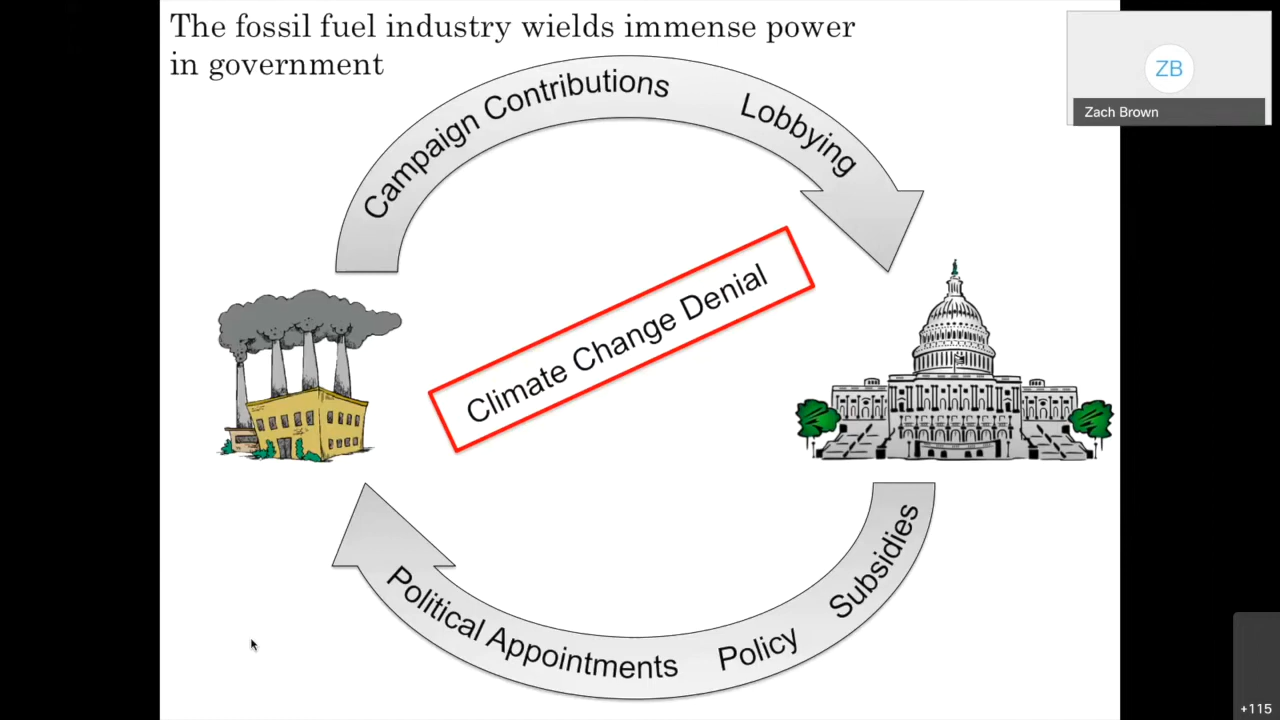 The fossil fuel industry wields immense power
in government
ZB
Zach Brown
Campaign Contributions
Lobbying
Climate Change Denial
Subsidies
Policy
Political Appointments
+115